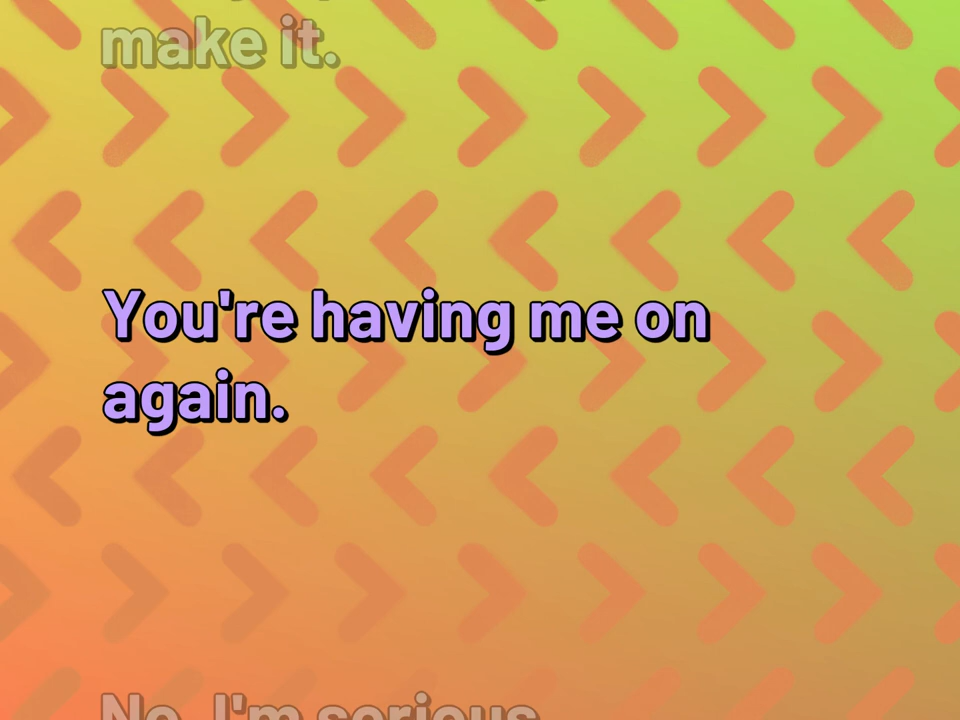 make it.
You're having me on
again.
No, I'm serious.